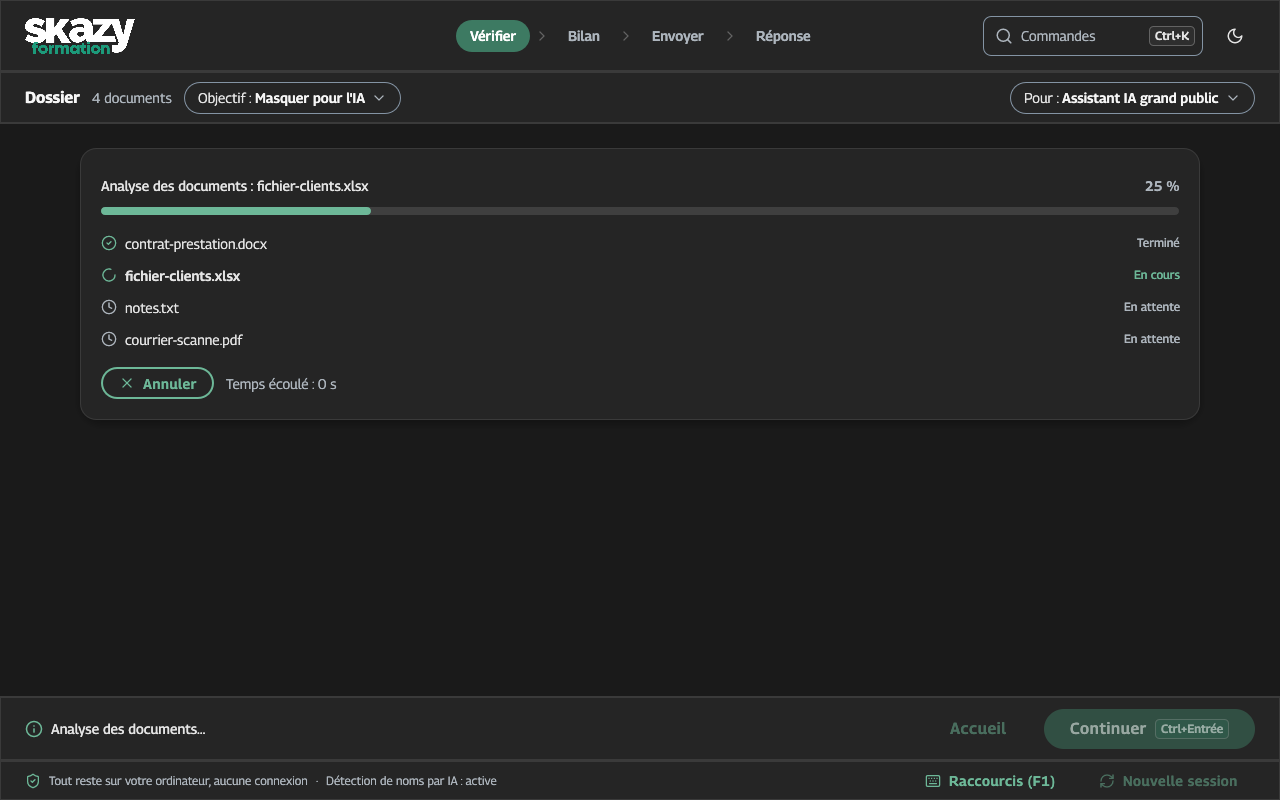 skazy
formation
Vérifier
Bilan
Envoyer
Réponse
Commandes Ctrl+K
Dossier 4 documents Objectif : Masquer pour l'IA
Pour : Assistant IA grand public
Analyse des documents : fichier-clients.xlsx 25 %
contrat-prestation.docx Terminé
fichier-clients.xlsx En cours
notes.txt En attente
courrier-scanne.pdf En attente
Annuler Temps écoulé : 0 s
Analyse des documents...
Accueil
Continuer Ctrl+Entrée
Tout reste sur votre ordinateur, aucune connexion · Détection de noms par IA : active
Raccourcis (F1)
Nouvelle session